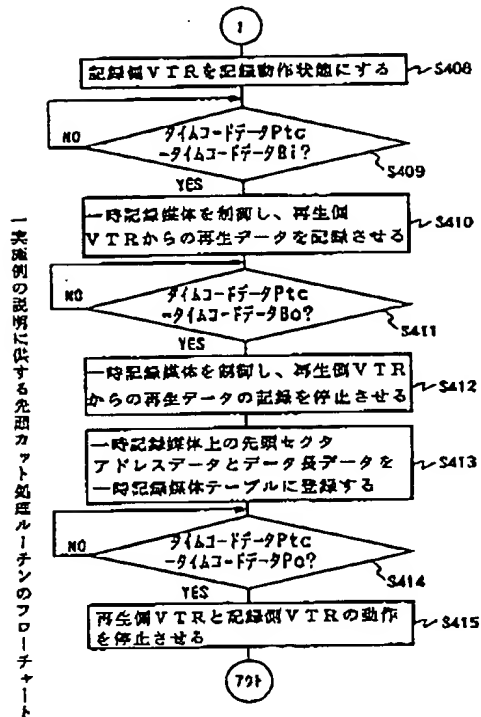 1
記録側VTRを記録動作状態にする
S408
タイムコードデータPtc
=タイムコードデータBi?
NO
S409
YES
一時記録媒体を制御し、再生側
VTRからの再生データを記録させる
S410
タイムコードデータPtc
=タイムコードデータBo?
NO
S411
YES
一時記録媒体を制御し、再生側VTR
からの再生データの記録を停止させる
S412
一時記録媒体上の先頭セクタ
アドレスデータとデータ長データを
一時記録媒体テーブルに登録する
S413
タイムコードデータPtc
=タイムコードデータPo?
NO
S414
YES
再生側VTRと記録側VTRの動作
を停止させる
S415
アウト
一実施例の説明に供する先頭カット処理ルーチンのフローチャート